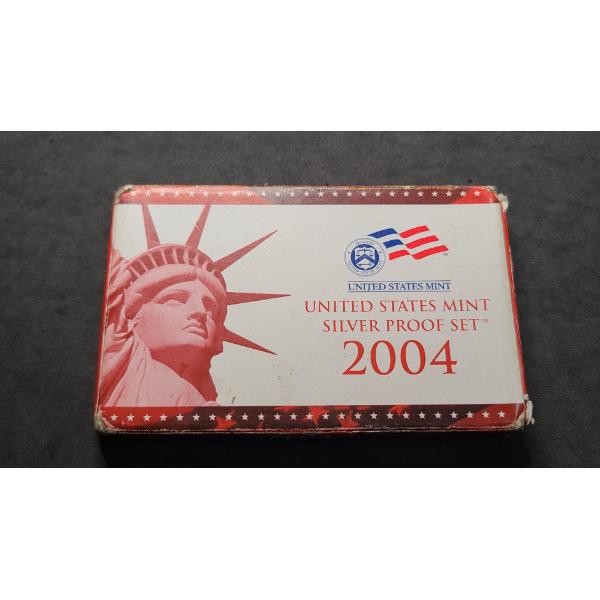 UNITED STATES MINT
UNITED STATES MINT
SILVER PROOF SET™
2004